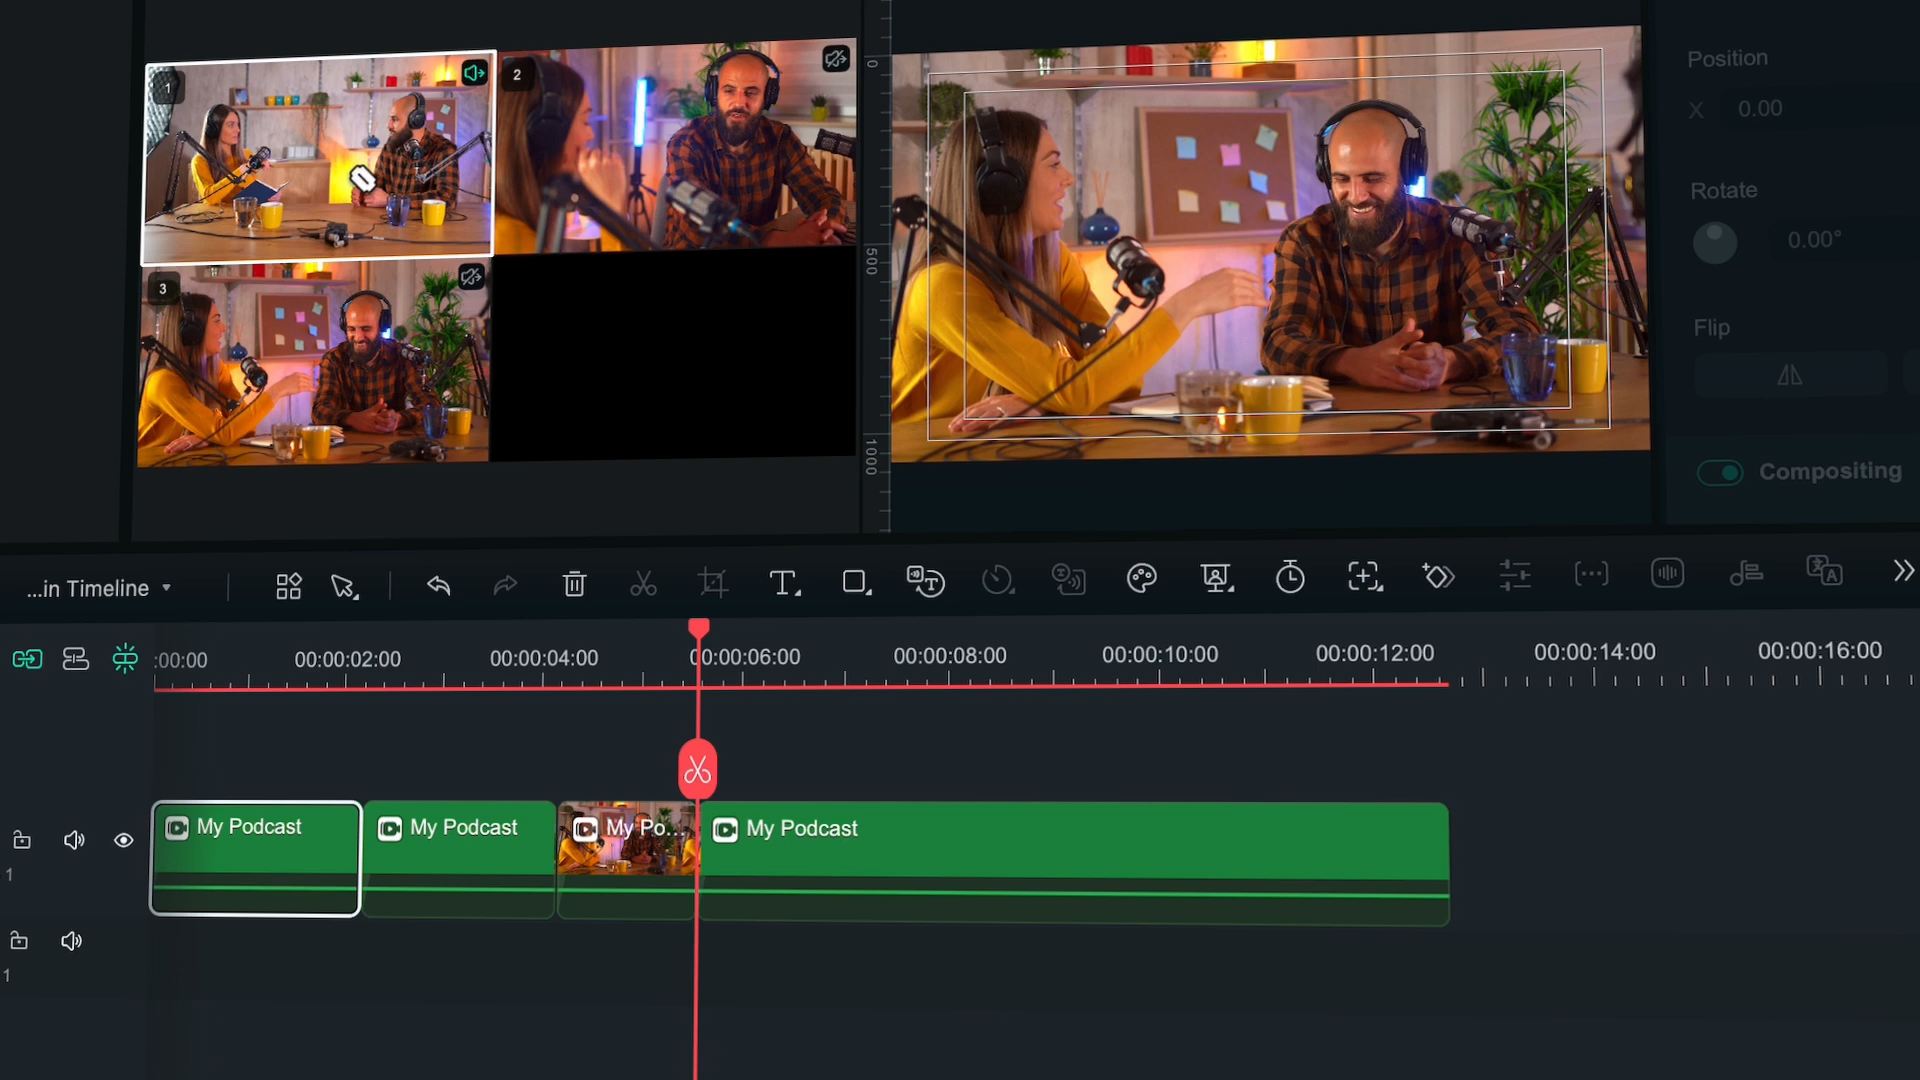 1
2
3
0
500
1000
Position
X 0.00
Rotate
0.00°
Flip
Compositing
...in Timeline
:00:00
00:00:02:00
00:00:04:00
00:00:06:00
00:00:08:00
00:00:10:00
00:00:12:00
00:00:14:00
00:00:16:00
My Podcast
My Podcast
My Po...
My Podcast
1
1